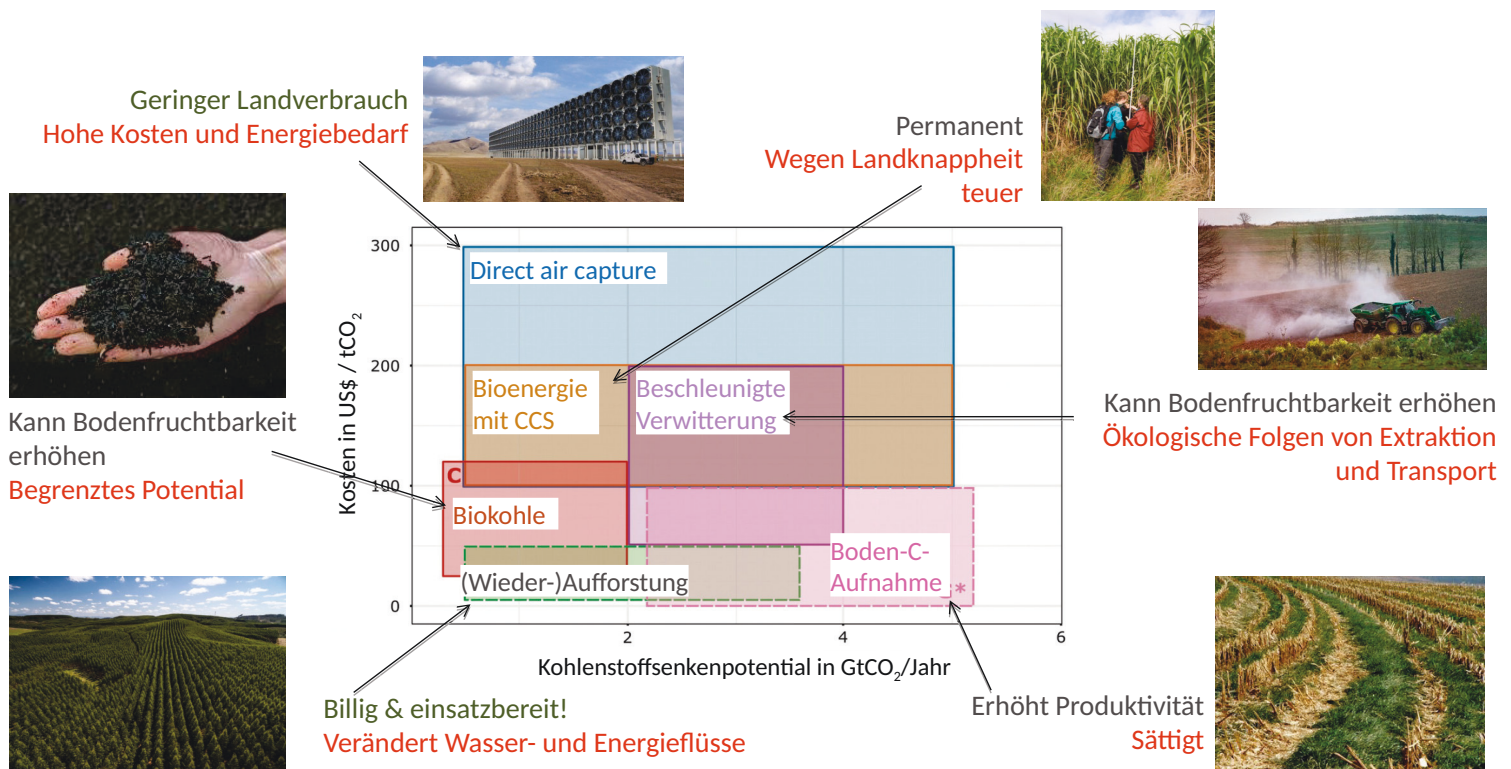 Geringer Landverbrauch
Hohe Kosten und Energiebedarf
Permanent
Wegen Landknappheit
teuer
Kann Bodenfruchtbarkeit
erhöhen
Begrenztes Potential
Kann Bodenfruchtbarkeit erhöhen
Ökologische Folgen von Extraktion
und Transport
Kosten in US$ / tCO₂
300
200
100
0
Direct air capture
Bioenergie
mit CCS
Beschleunigte
Verwitterung
C
Biokohle
(Wieder-)Aufforstung
Boden-C-
Aufnahme *
2
4
6
Kohlenstoffsenkenpotential in GtCO₂/Jahr
Billig & einsatzbereit!
Verändert Wasser- und Energieflüsse
Erhöht Produktivität
Sättigt